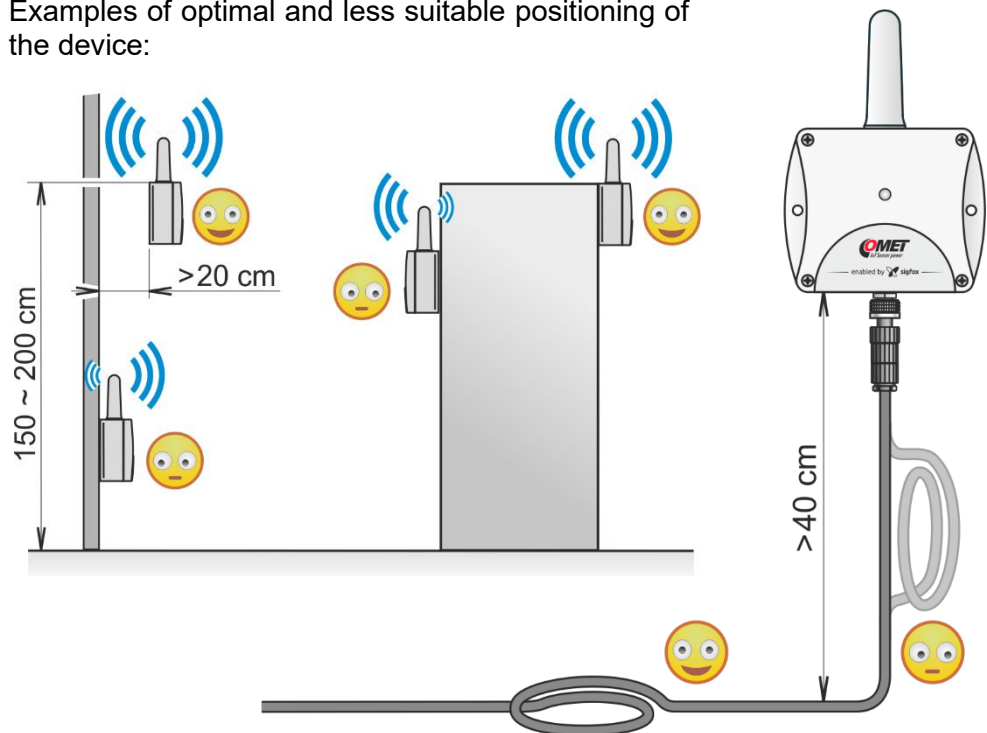 Examples of optimal and less suitable positioning of
the device:
>20 cm
150 ~ 200 cm
COMET
IoT Sensor power
enabled by sigfox
>40 cm